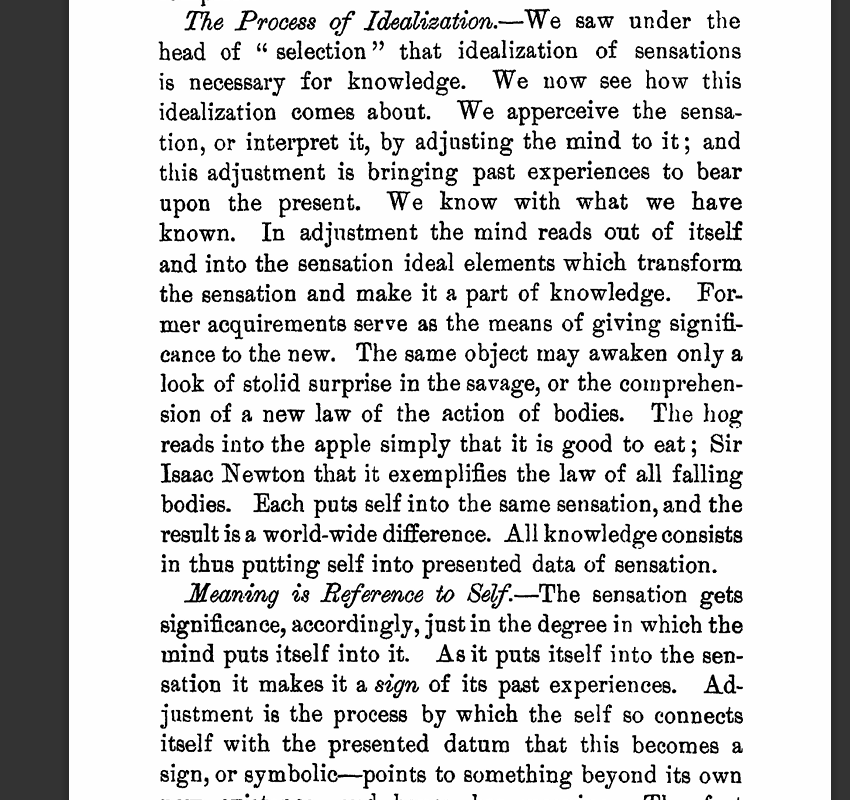 The Process of Idealization.—We saw under the
head of “ selection ” that idealization of sensations
is necessary for knowledge. We now see how this
idealization comes about. We apperceive the sensa-
tion, or interpret it, by adjusting the mind to it; and
this adjustment is bringing past experiences to bear
upon the present. We know with what we have
known. In adjustment the mind reads out of itself
and into the sensation ideal elements which transform
the sensation and make it a part of knowledge. For-
mer acquirements serve as the means of giving signifi-
cance to the new. The same object may awaken only a
look of stolid surprise in the savage, or the comprehen-
sion of a new law of the action of bodies. The hog
reads into the apple simply that it is good to eat; Sir
Isaac Newton that it exemplifies the law of all falling
bodies. Each puts self into the same sensation, and the
result is a world-wide difference. All knowledge consists
in thus putting self into presented data of sensation.
Meaning is Reference to Self.—The sensation gets
significance, accordingly, just in the degree in which the
mind puts itself into it. As it puts itself into the sen-
sation it makes it a sign of its past experiences. Ad-
justment is the process by which the self so connects
itself with the presented datum that this becomes a
sign, or symbolic—points to something beyond its own